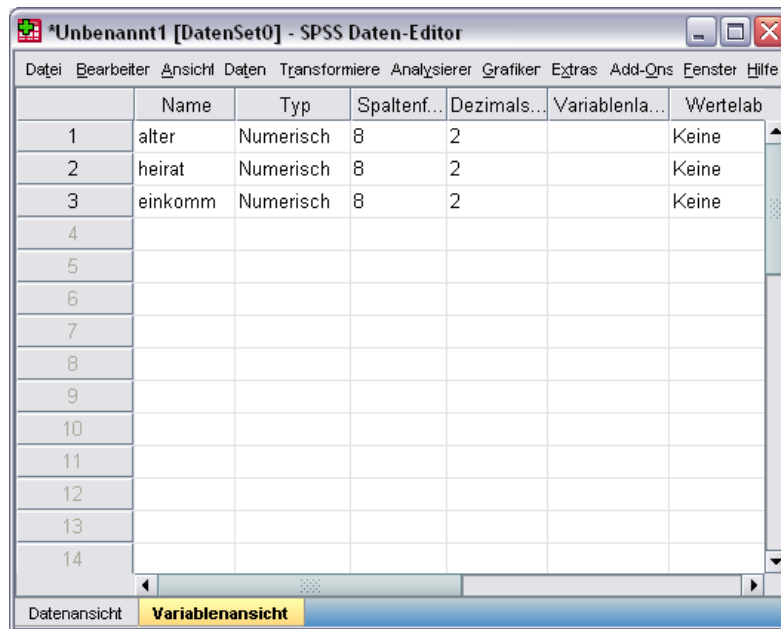 *Unbenannt1 [DatenSet0] - SPSS Daten-Editor
Datei Bearbeiter Ansicht Daten Transformiere Analysierer Grafiker Extras Add-Ons Fenster Hilfe
Name Typ Spaltenf... Dezimals... Variablenla... Wertelab
1 alter Numerisch 8 2 Keine
2 heirat Numerisch 8 2 Keine
3 einkomm Numerisch 8 2 Keine
4
5
6
7
8
9
10
11
12
13
14
Datenansicht Variablenansicht